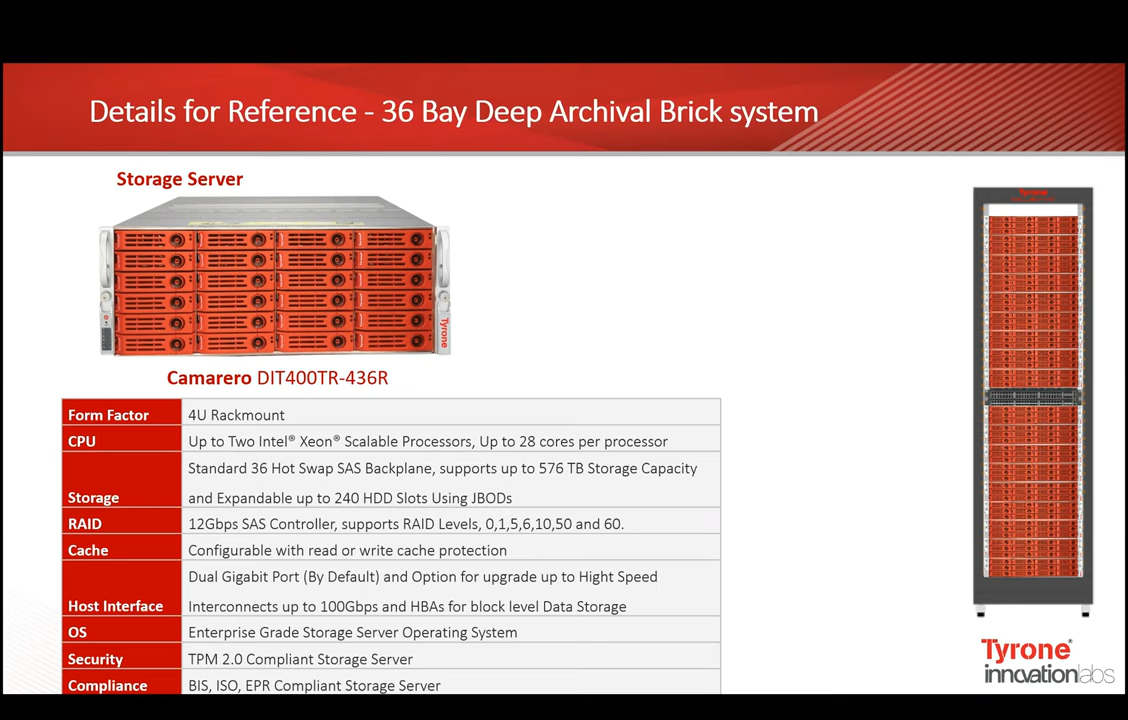 Details for Reference - 36 Bay Deep Archival Brick system
Storage Server
Tyrone
Camarero DIT400TR-436R
Form Factor 4U Rackmount
CPU Up to Two Intel® Xeon® Scalable Processors, Up to 28 cores per processor
Standard 36 Hot Swap SAS Backplane, supports up to 576 TB Storage Capacity
Storage and Expandable up to 240 HDD Slots Using JBODs
RAID 12Gbps SAS Controller, supports RAID Levels, 0,1,5,6,10,50 and 60.
Cache Configurable with read or write cache protection
Dual Gigabit Port (By Default) and Option for upgrade up to Hight Speed
Host Interface Interconnects up to 100Gbps and HBAs for block level Data Storage
OS Enterprise Grade Storage Server Operating System
Security TPM 2.0 Compliant Storage Server
Compliance BIS, ISO, EPR Compliant Storage Server
Tyrone
Tyrone®
innovationlabs